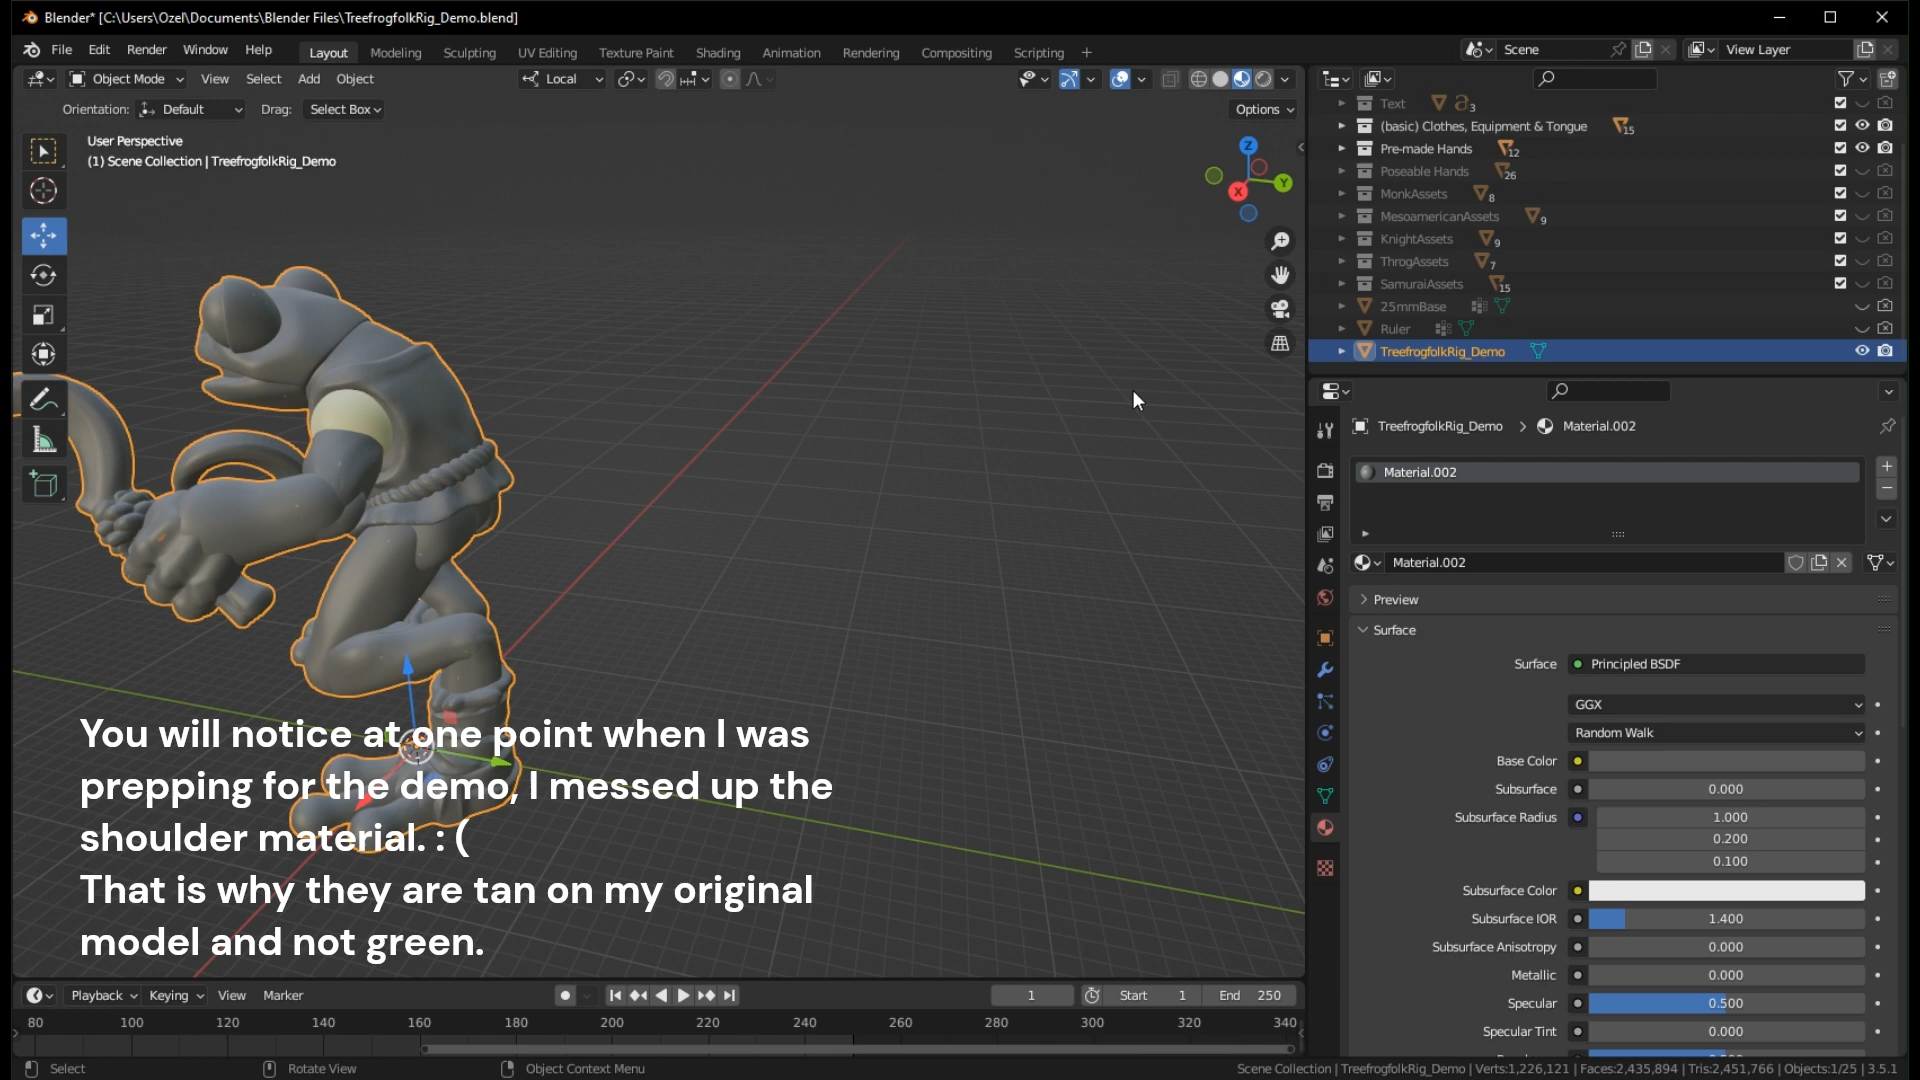 Blender* [C:\Users\Ozel\Documents\Blender Files\TreefrogfolkRig_Demo.blend]
File Edit Render Window Help
Layout Modeling Sculpting UV Editing Texture Paint Shading Animation Rendering Compositing Scripting +
Scene
View Layer
Object Mode View Select Add Object
Local
Orientation: Default Drag: Select Box
Options
User Perspective
(1) Scene Collection | TreefrogfolkRig_Demo
Z
Y
X
Text 3
(basic) Clothes, Equipment & Tongue 15
Pre-made Hands 12
Poseable Hands 26
MonkAssets 8
MesoamericanAssets 9
KnightAssets 9
ThrogAssets 7
SamuraiAssets 15
25mmBase
Ruler
TreefrogfolkRig_Demo
TreefrogfolkRig_Demo > Material.002
Material.002
Material.002
Preview
Surface
Surface Principled BSDF
GGX
Random Walk
Base Color
Subsurface 0.000
Subsurface Radius 1.000
0.200
0.100
Subsurface Color
Subsurface IOR 1.400
Subsurface Anisotropy 0.000
Metallic 0.000
Specular 0.500
Specular Tint 0.000
You will notice at one point when I was
prepping for the demo, I messed up the
shoulder material. : (
That is why they are tan on my original
model and not green.
Playback Keying View Marker
1 Start 1 End 250
80 100 120 140 160 180 200 220 240 260 280 300 320 340
Select Rotate View Object Context Menu
Scene Collection | TreefrogfolkRig_Demo | Verts:1,226,121 | Faces:2,435,894 | Tris:2,451,766 | Objects:1/25 | 3.5.1